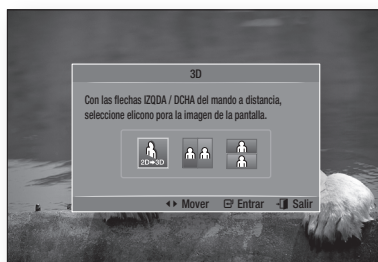 3D
Con las flechas IZQDA / DCHA del mando a distancia,
seleccione elicono pora la imagen de la pantalla.
2D➔3D
Mover Entrar Salir